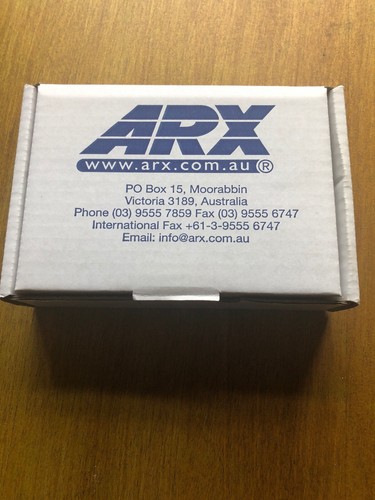 ARX
www.arx.com.au ®
PO Box 15, Moorabbin
Victoria 3189, Australia
Phone (03) 9555 7859 Fax (03) 9555 6747
International Fax +61-3-9555 6747
Email: info@arx.com.au